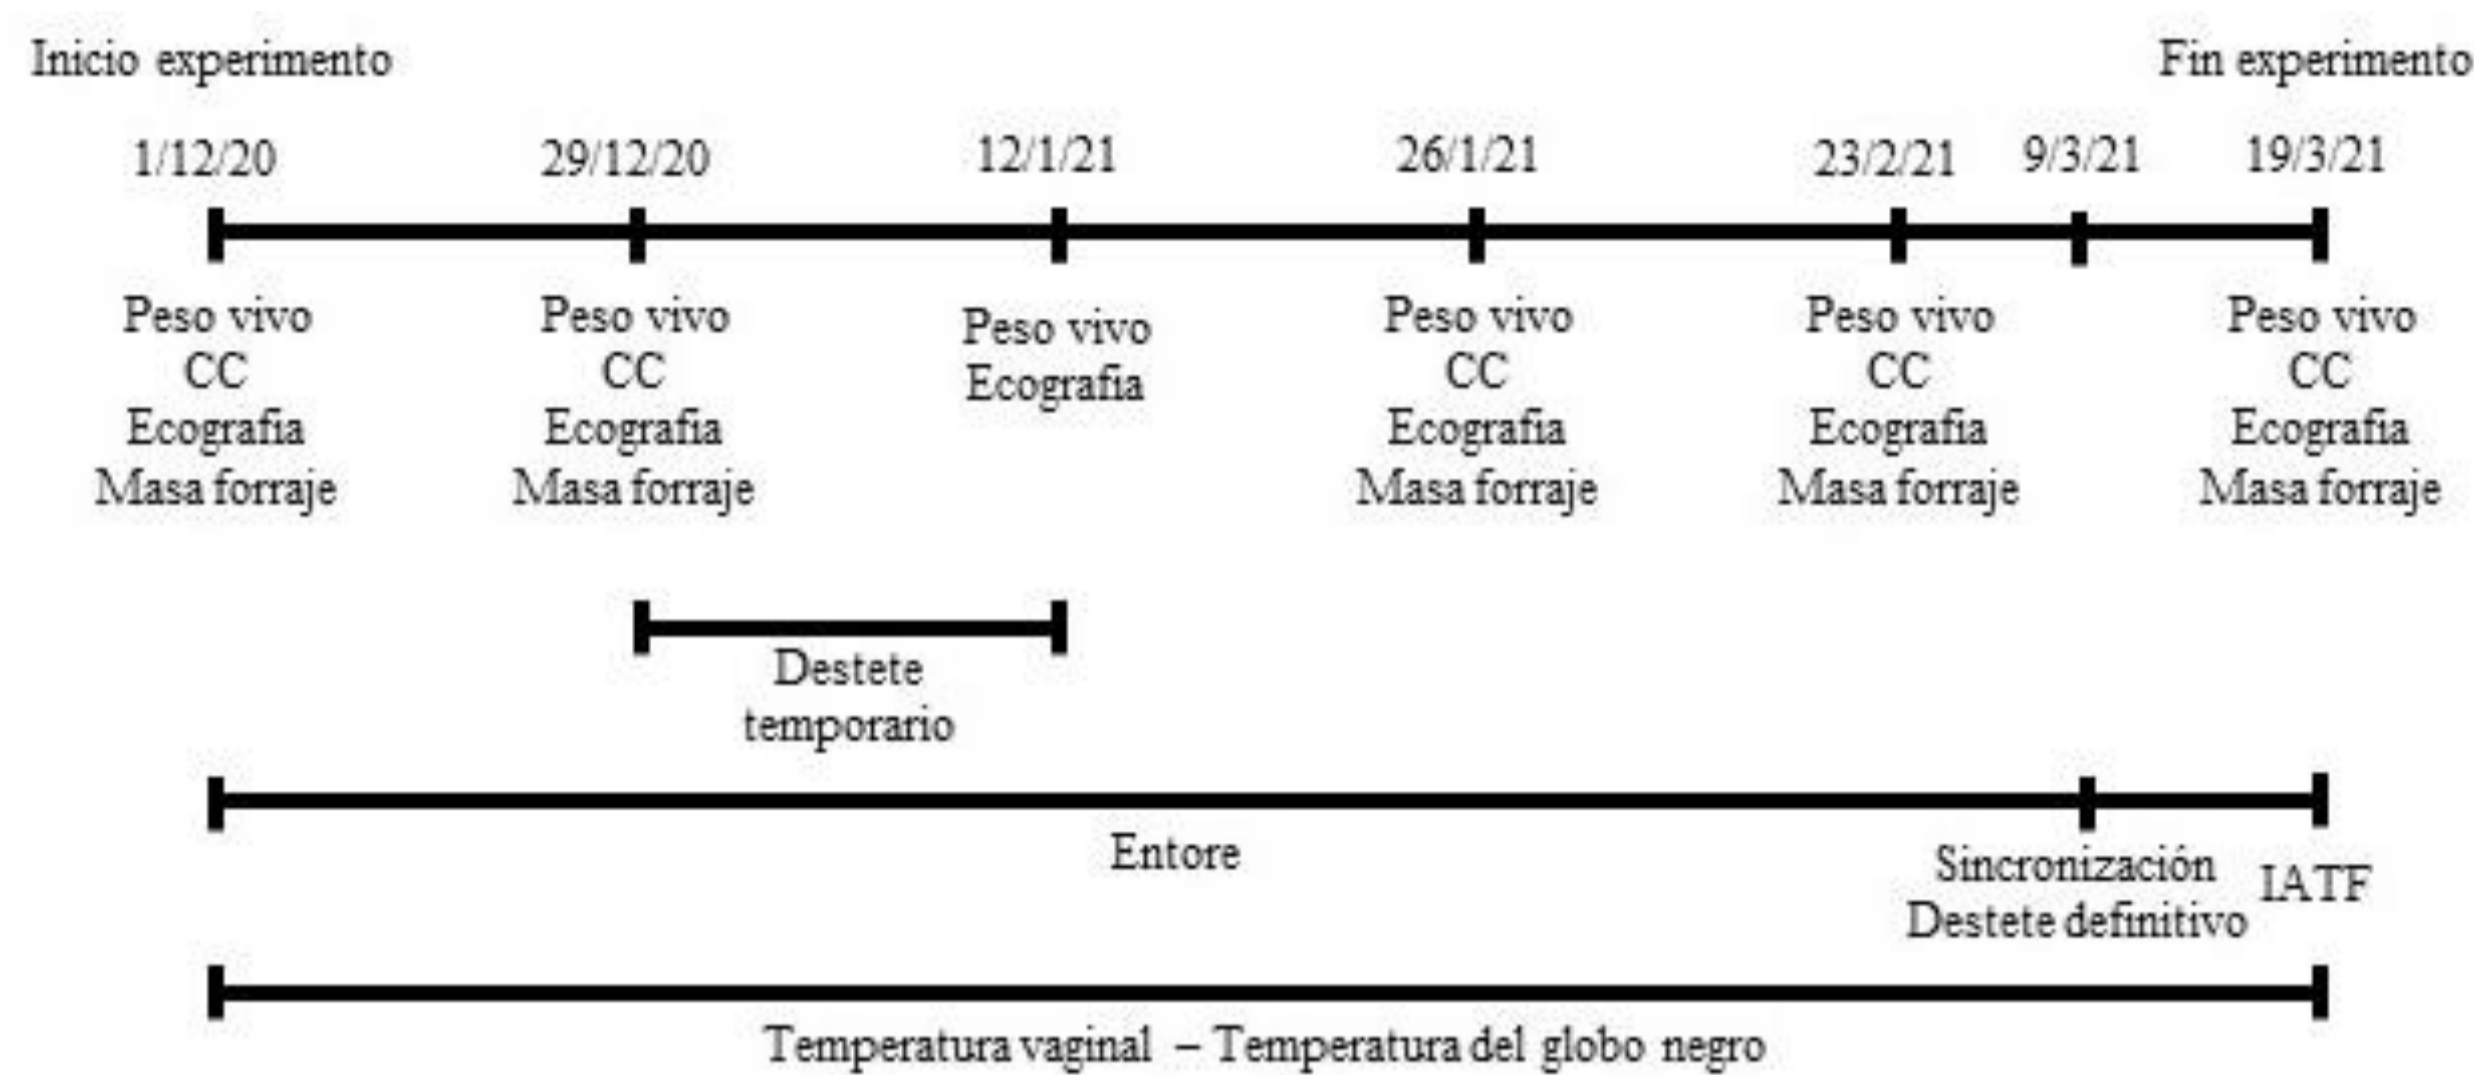 Inicio experimento
Fin experimento
1/12/20
29/12/20
12/1/21
26/1/21
23/2/21
9/3/21
19/3/21
Peso vivo
CC
Ecografia
Masa forraje
Peso vivo
CC
Ecografia
Masa forraje
Peso vivo
Ecografia
Peso vivo
CC
Ecografia
Masa forraje
Peso vivo
CC
Ecografia
Masa forraje
Peso vivo
CC
Ecografia
Masa forraje
Destete
temporario
Entore
Sincronización
Destete definitivo
IATF
Temperatura vaginal – Temperatura del globo negro